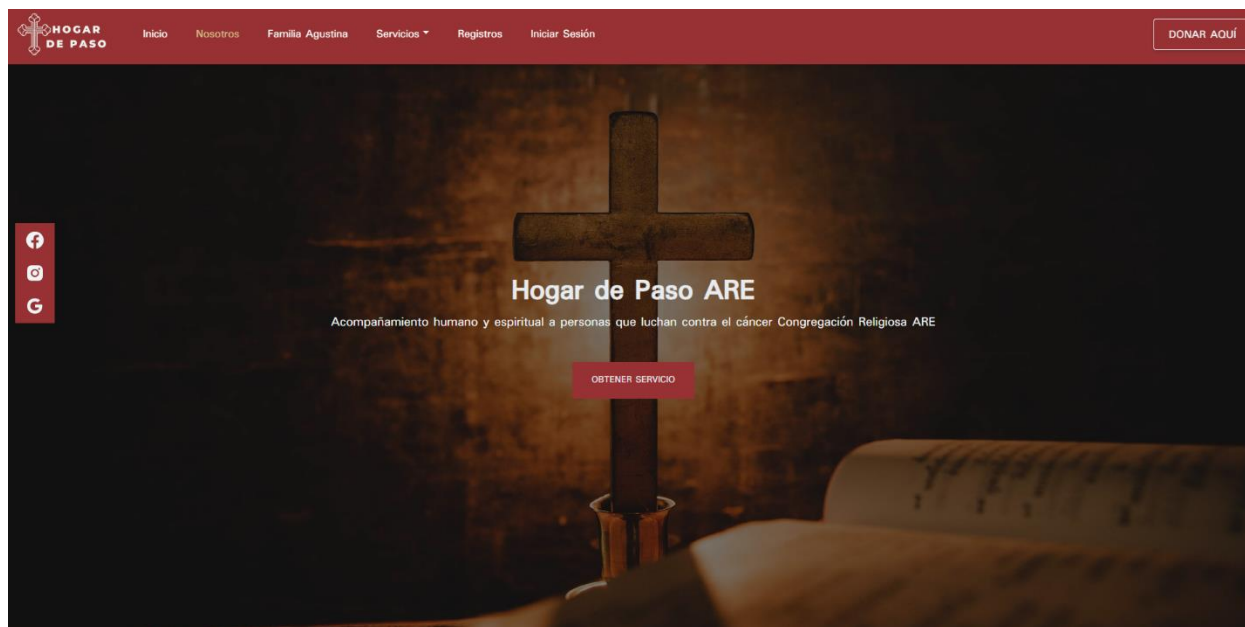 HOGAR
DE PASO
Inicio
Nosotros
Familia Agustina
Servicios
Registros
Iniciar Sesión
DONAR AQUÍ
Hogar de Paso ARE
Acompañamiento humano y espiritual a personas que luchan contra el cáncer Congregación Religiosa ARE
OBTENER SERVICIO